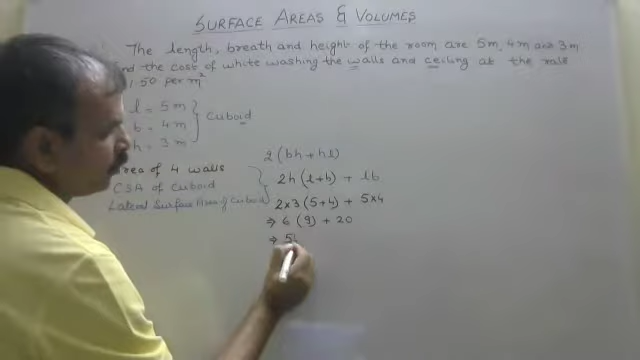 SURFACE AREAS & VOLUMES
The length, breath and height of the room are 5m, 4m and 3m
ind the cost of white washing the walls and ceiling at the rate
1.50 per m²
l = 5m
b = 4m
h = 3m
Cuboid
2(bh + hl)
rea of 4 walls
CSA of Cuboid
Lateral Surface Area of Cuboid
2h (l+b) + lb
2×3 (5+4) + 5×4
⇒ 6 (9) + 20
⇒ 5